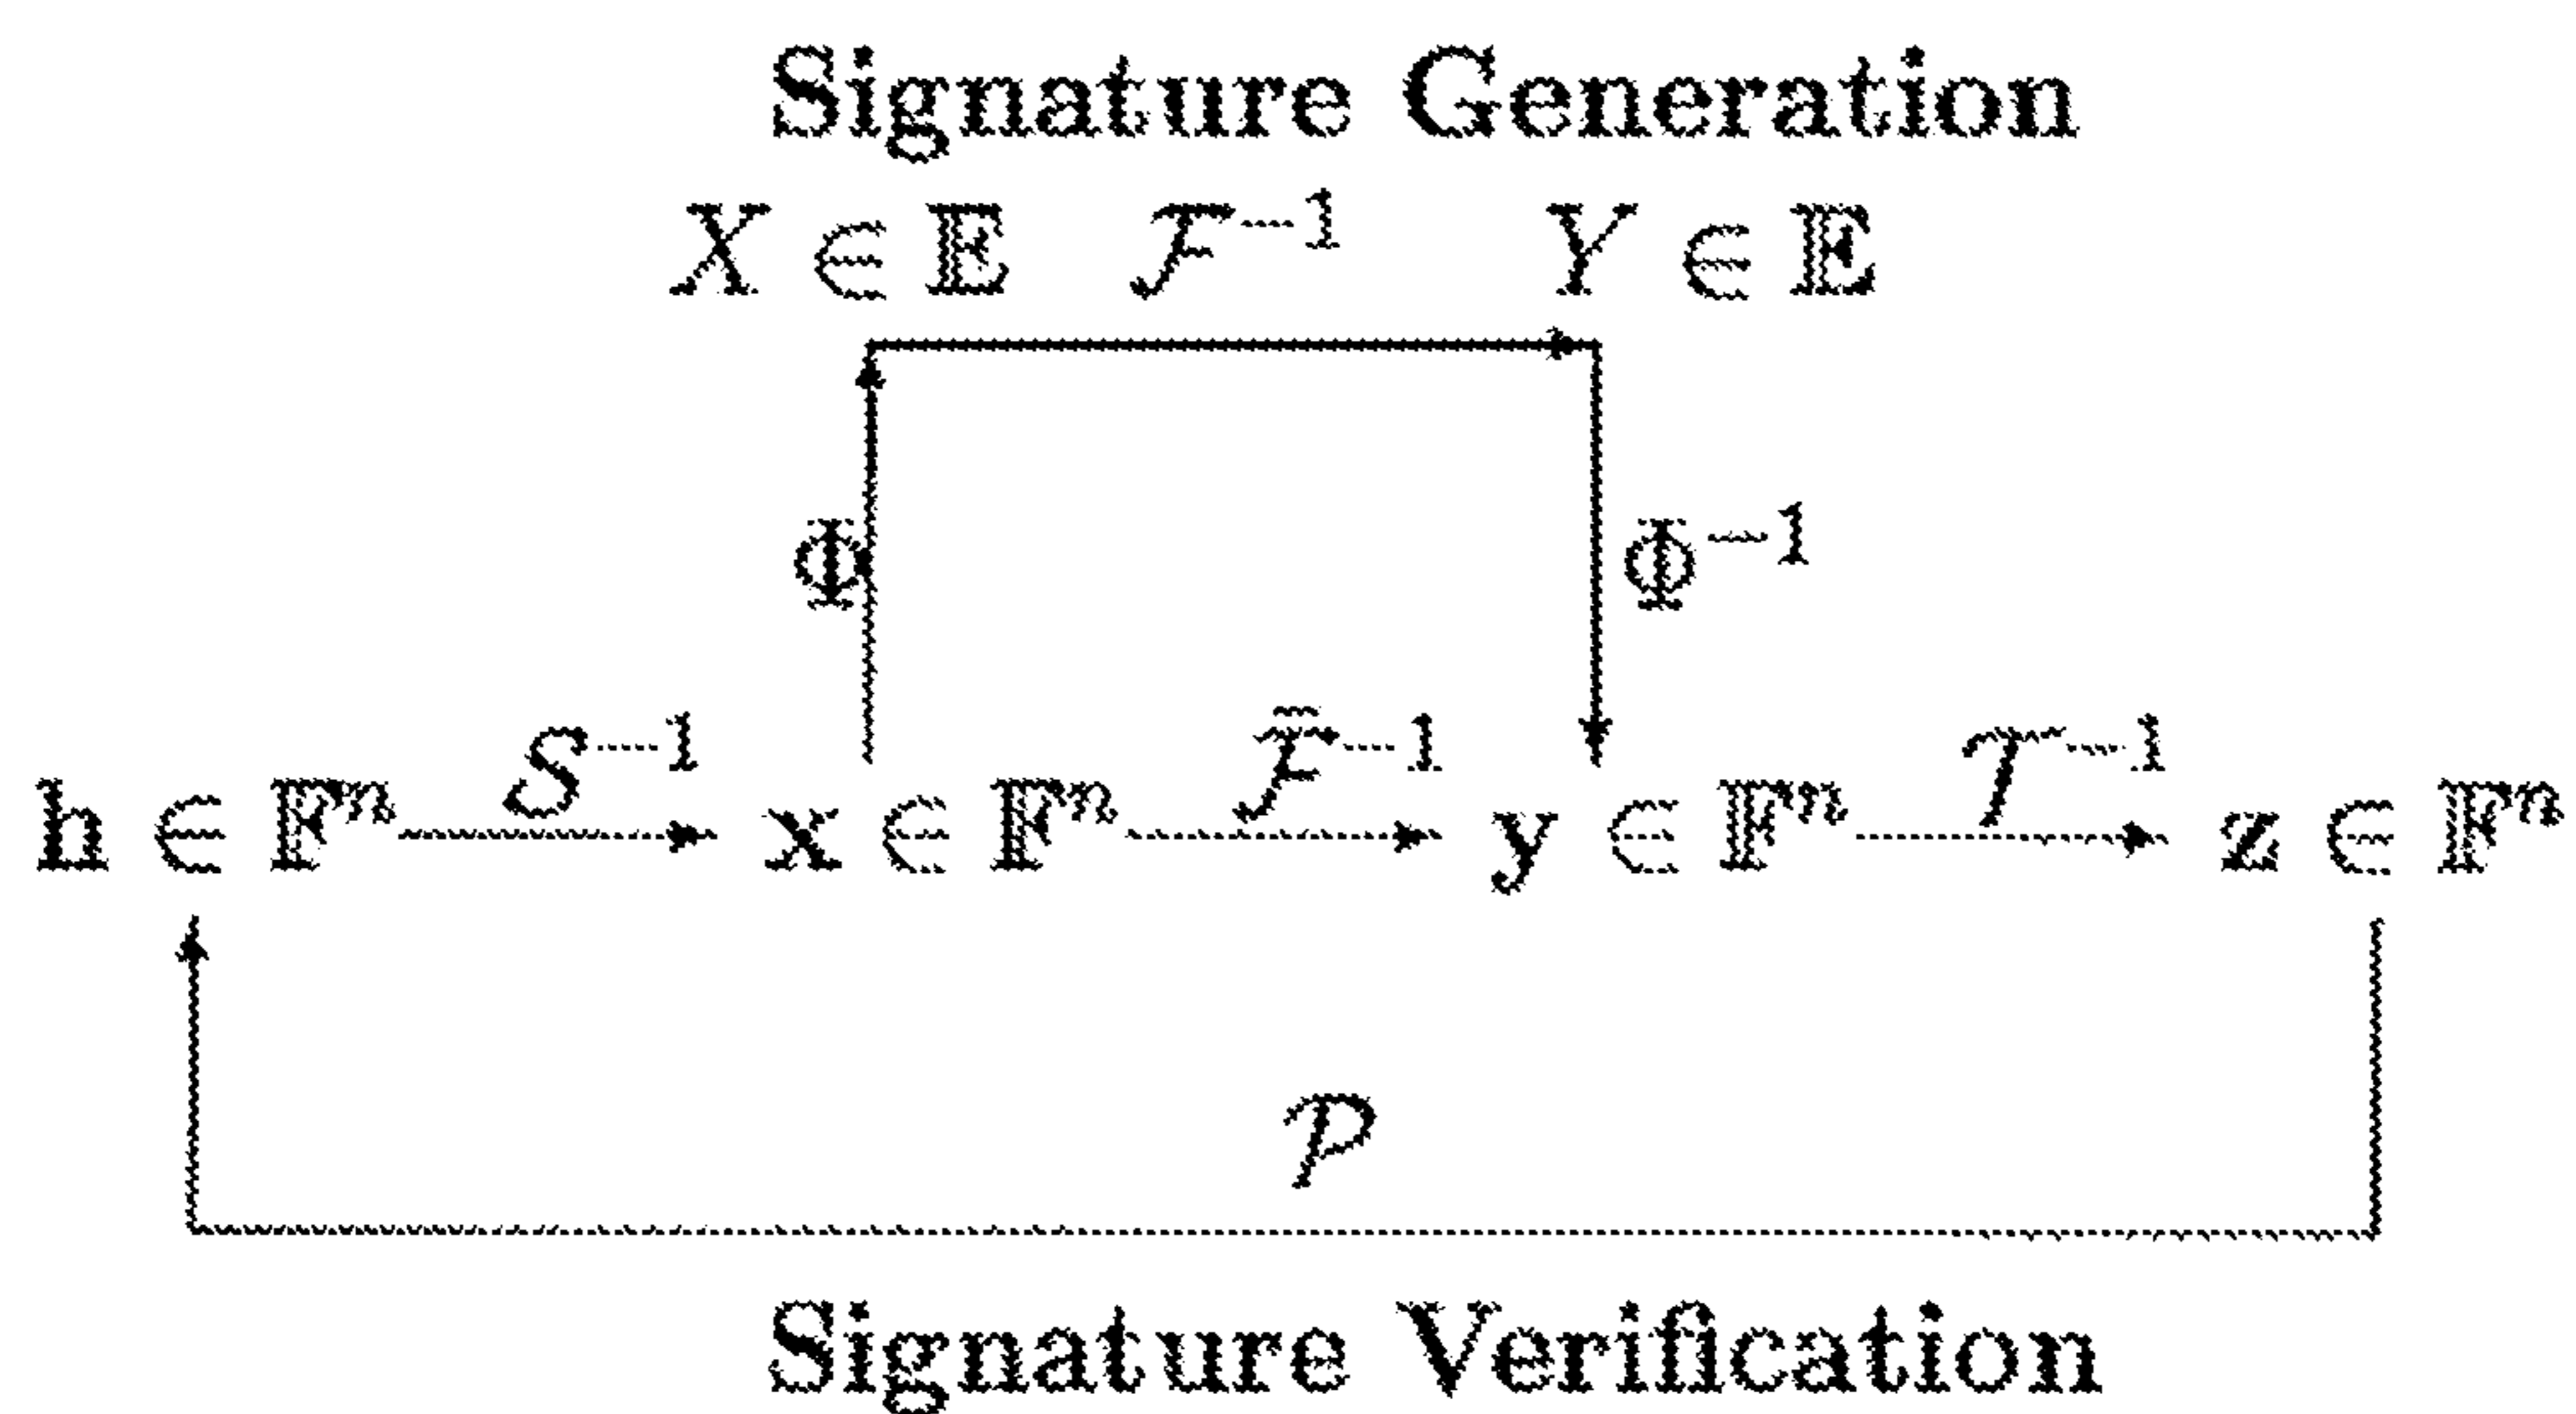 Signature Generation
X ∈ 𝔼 ℱ⁻¹ Y ∈ 𝔼
Φ Φ⁻¹
𝐡 ∈ 𝔽ⁿ 𝒮⁻¹ 𝐱 ∈ 𝔽ⁿ ℱ̄⁻¹ 𝐲 ∈ 𝔽ⁿ 𝒯⁻¹ 𝐳 ∈ 𝔽ⁿ
𝒫
Signature Verification